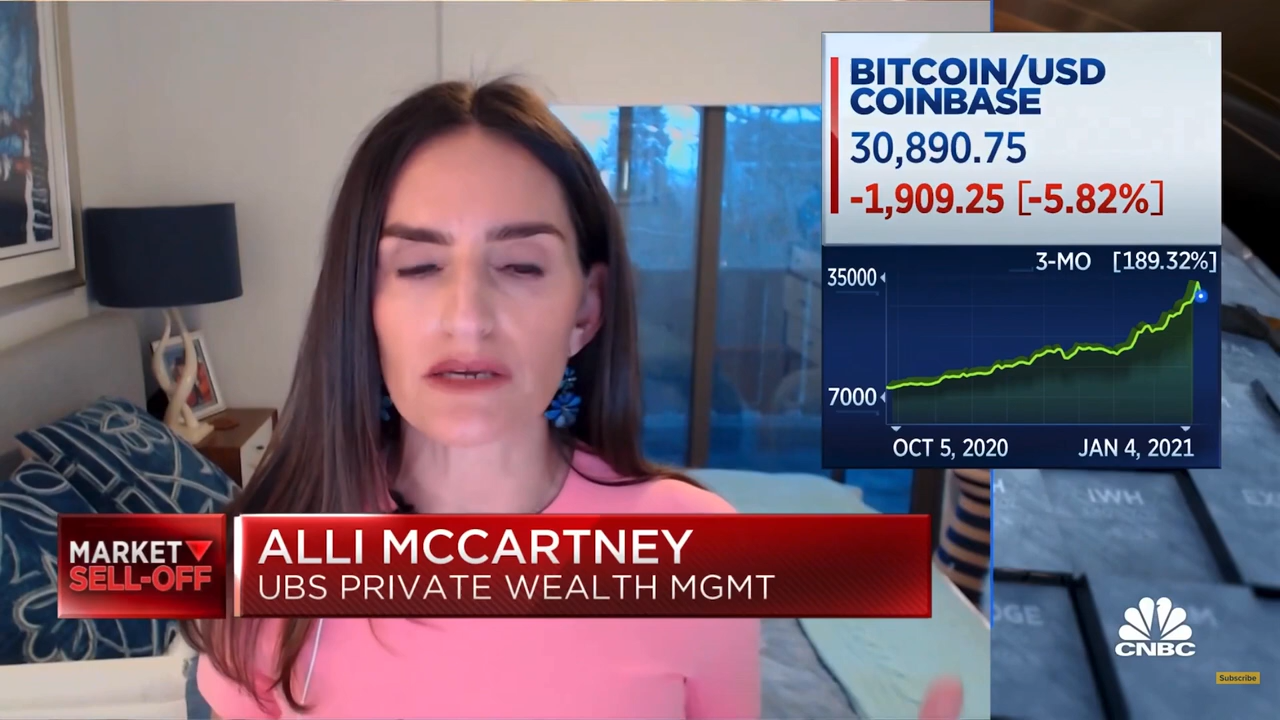 BITCOIN/USD
COINBASE
30,890.75
-1,909.25 [-5.82%]
3-MO [189.32%]
35000
7000
OCT 5, 2020 JAN 4, 2021
MARKET
SELL-OFF
ALLI MCCARTNEY
UBS PRIVATE WEALTH MGMT
IWH
CNBC
Subscribe